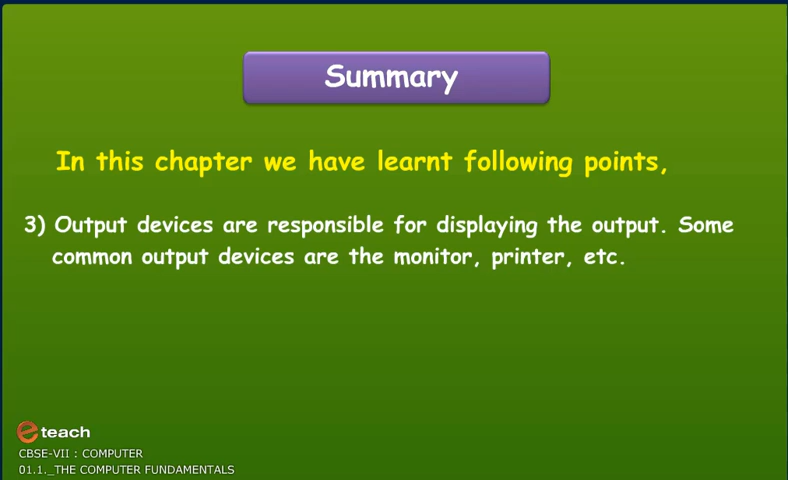 Summary
In this chapter we have learnt following points,
3) Output devices are responsible for displaying the output. Some
common output devices are the monitor, printer, etc.
e teach
CBSE-VII : COMPUTER
01.1._THE COMPUTER FUNDAMENTALS